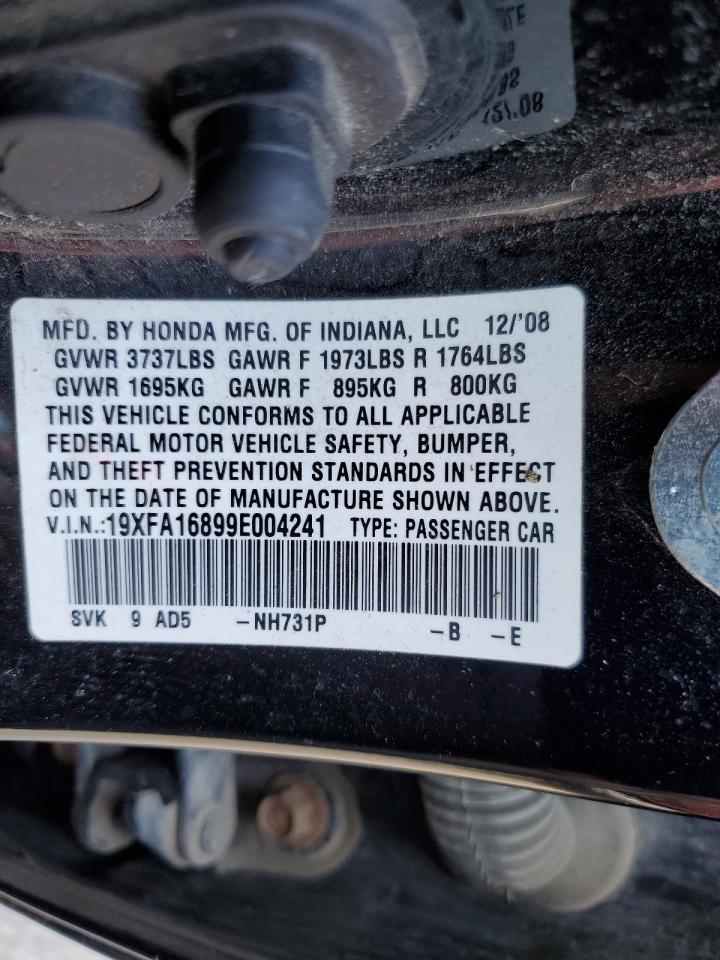 12/'08
MFD. BY HONDA MFG. OF INDIANA, LLC 12/'08
GVWR 3737LBS GAWR F 1973LBS R 1764LBS
GVWR 1695KG GAWR F 895KG R 800KG
THIS VEHICLE CONFORMS TO ALL APPLICABLE
FEDERAL MOTOR VEHICLE SAFETY, BUMPER,
AND THEFT PREVENTION STANDARDS IN EFFECT
ON THE DATE OF MANUFACTURE SHOWN ABOVE.
V.I.N.:19XFA16899E004241 TYPE: PASSENGER CAR
SVK 9 AD5 -NH731P -B -E